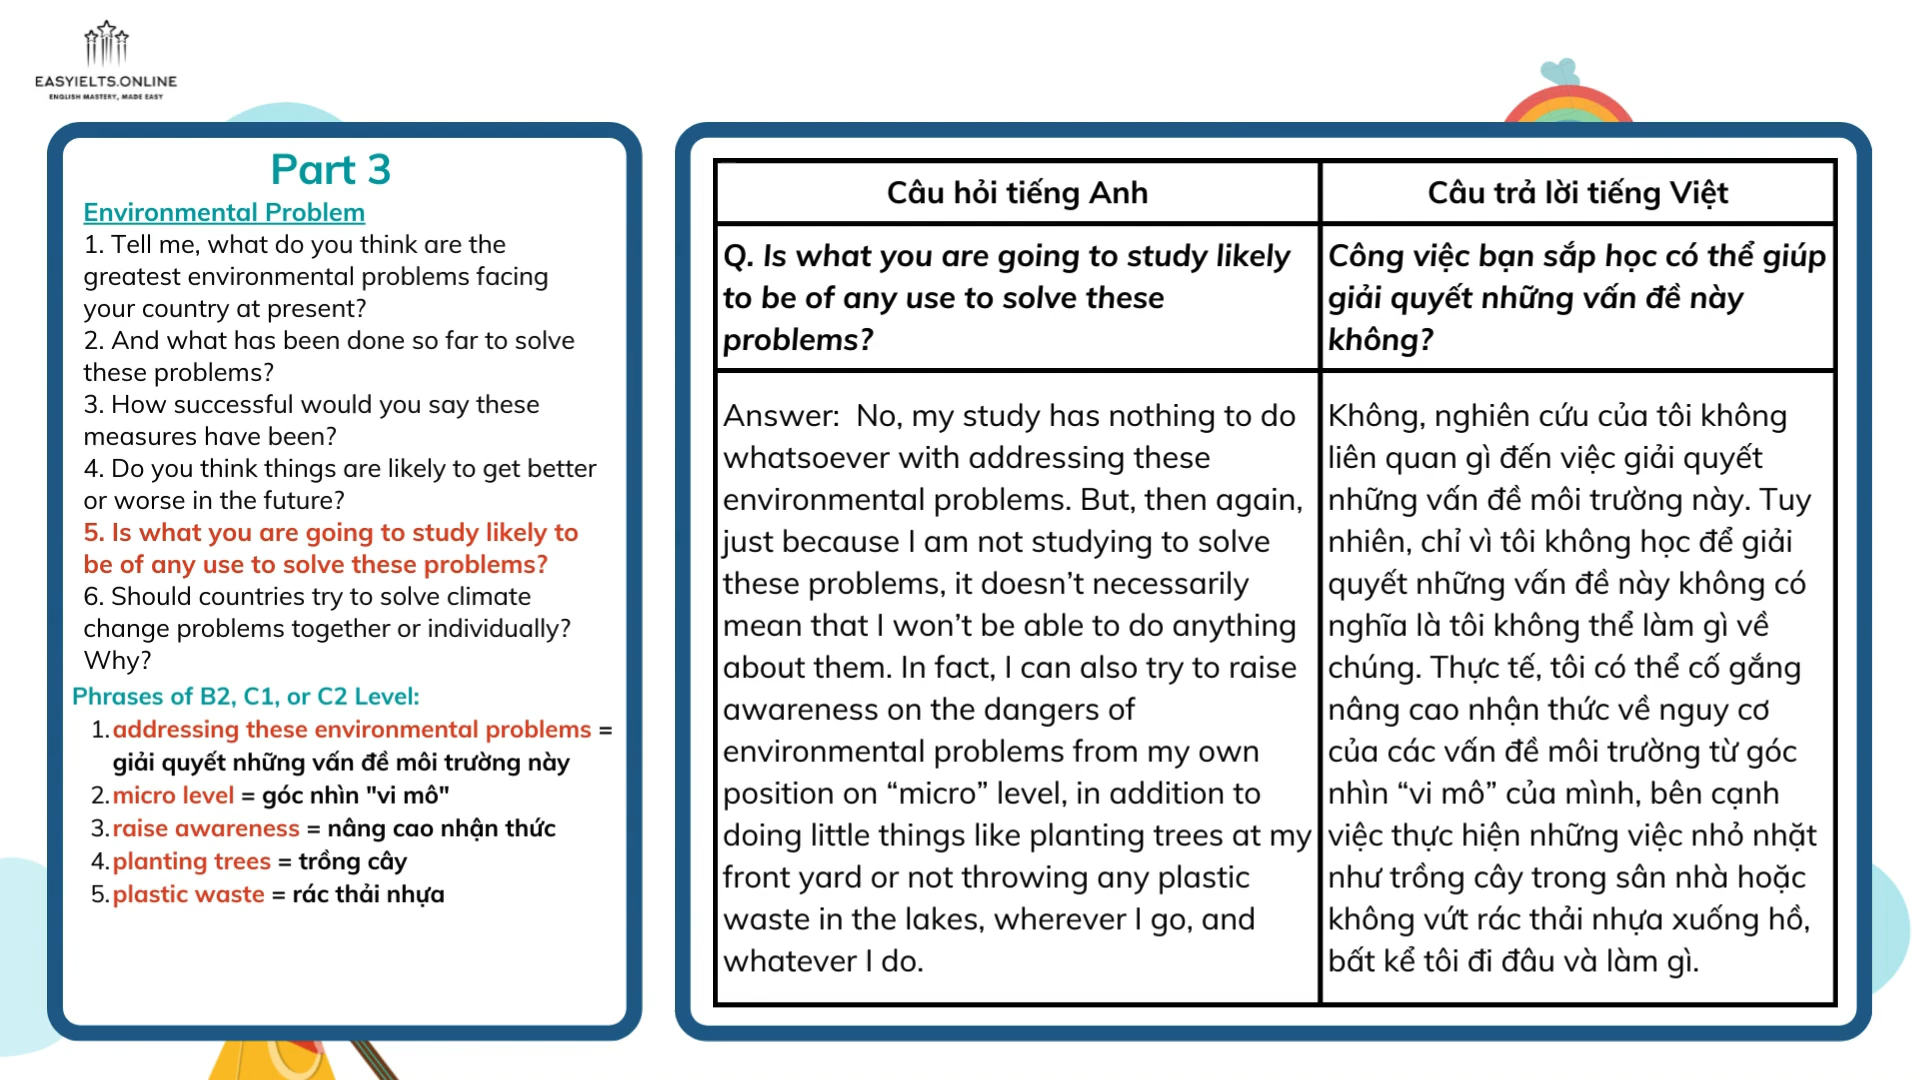 EASYIELTS.ONLINE
ENGLISH MASTERY, MADE EASY
Part 3
Environmental Problem
1. Tell me, what do you think are the
greatest environmental problems facing
your country at present?
2. And what has been done so far to solve
these problems?
3. How successful would you say these
measures have been?
4. Do you think things are likely to get better
or worse in the future?
5. Is what you are going to study likely to
be of any use to solve these problems?
6. Should countries try to solve climate
change problems together or individually?
Why?
Phrases of B2, C1, or C2 Level:
1. addressing these environmental problems =
giải quyết những vấn đề môi trường này
2. micro level = góc nhìn "vi mô"
3. raise awareness = nâng cao nhận thức
4. planting trees = trồng cây
5. plastic waste = rác thải nhựa
Câu hỏi tiếng Anh
Q. Is what you are going to study likely
to be of any use to solve these
problems?
Answer:  No, my study has nothing to do
whatsoever with addressing these
environmental problems. But, then again,
just because I am not studying to solve
these problems, it doesn’t necessarily
mean that I won’t be able to do anything
about them. In fact, I can also try to raise
awareness on the dangers of
environmental problems from my own
position on “micro” level, in addition to
doing little things like planting trees at my
front yard or not throwing any plastic
waste in the lakes, wherever I go, and
whatever I do.
Câu trả lời tiếng Việt
Công việc bạn sắp học có thể giúp
giải quyết những vấn đề này
không?
Không, nghiên cứu của tôi không
liên quan gì đến việc giải quyết
những vấn đề môi trường này. Tuy
nhiên, chỉ vì tôi không học để giải
quyết những vấn đề này không có
nghĩa là tôi không thể làm gì về
chúng. Thực tế, tôi có thể cố gắng
nâng cao nhận thức về nguy cơ
của các vấn đề môi trường từ góc
nhìn “vi mô” của mình, bên cạnh
việc thực hiện những việc nhỏ nhặt
như trồng cây trong sân nhà hoặc
không vứt rác thải nhựa xuống hồ,
bất kể tôi đi đâu và làm gì.